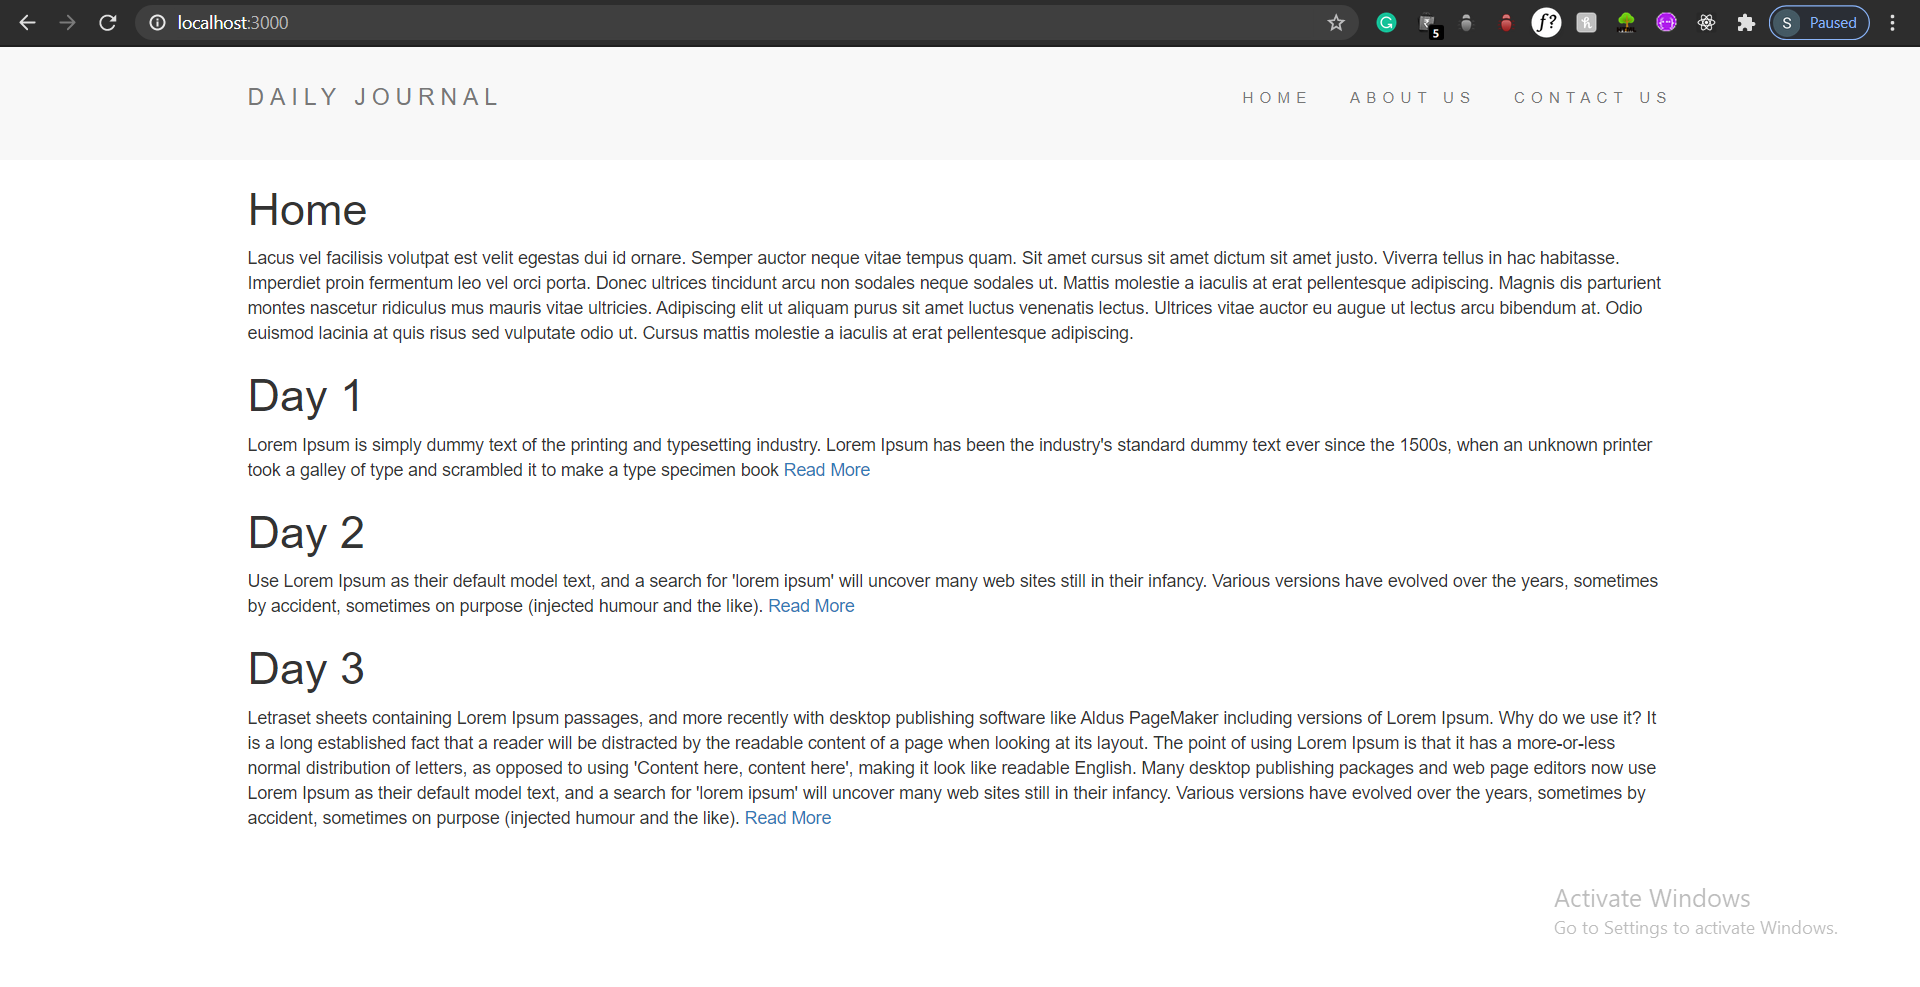 localhost:3000
5
f?
h
S
Paused
DAILY JOURNAL
HOME
ABOUT US
CONTACT US
Home
Lacus vel facilisis volutpat est velit egestas dui id ornare. Semper auctor neque vitae tempus quam. Sit amet cursus sit amet dictum sit amet justo. Viverra tellus in hac habitasse.
Imperdiet proin fermentum leo vel orci porta. Donec ultrices tincidunt arcu non sodales neque sodales ut. Mattis molestie a iaculis at erat pellentesque adipiscing. Magnis dis parturient
montes nascetur ridiculus mus mauris vitae ultricies. Adipiscing elit ut aliquam purus sit amet luctus venenatis lectus. Ultrices vitae auctor eu augue ut lectus arcu bibendum at. Odio
euismod lacinia at quis risus sed vulputate odio ut. Cursus mattis molestie a iaculis at erat pellentesque adipiscing.
Day 1
Lorem Ipsum is simply dummy text of the printing and typesetting industry. Lorem Ipsum has been the industry's standard dummy text ever since the 1500s, when an unknown printer
took a galley of type and scrambled it to make a type specimen book Read More
Day 2
Use Lorem Ipsum as their default model text, and a search for 'lorem ipsum' will uncover many web sites still in their infancy. Various versions have evolved over the years, sometimes
by accident, sometimes on purpose (injected humour and the like). Read More
Day 3
Letraset sheets containing Lorem Ipsum passages, and more recently with desktop publishing software like Aldus PageMaker including versions of Lorem Ipsum. Why do we use it? It
is a long established fact that a reader will be distracted by the readable content of a page when looking at its layout. The point of using Lorem Ipsum is that it has a more-or-less
normal distribution of letters, as opposed to using 'Content here, content here', making it look like readable English. Many desktop publishing packages and web page editors now use
Lorem Ipsum as their default model text, and a search for 'lorem ipsum' will uncover many web sites still in their infancy. Various versions have evolved over the years, sometimes by
accident, sometimes on purpose (injected humour and the like). Read More
Activate Windows
Go to Settings to activate Windows.